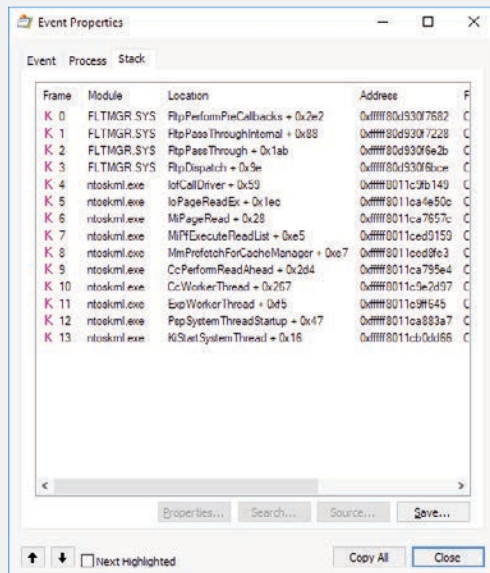 Event Properties
Event Process Stack
Frame Module Location Address F
K 0 FLTMGR.SYS FltpPerformPreCallbacks + 0x2e2 0xfffff80d930f7682 C
K 1 FLTMGR.SYS FltpPassThroughInternal + 0x88 0xfffff80d930f7228 C
K 2 FLTMGR.SYS FltpPassThrough + 0x1ab 0xfffff80d930f6e2b C
K 3 FLTMGR.SYS FltpDispatch + 0x9e 0xfffff80d930f6bce C
K 4 ntoskrnl.exe IofCallDriver + 0x59 0xfffff8011c9fb149 C
K 5 ntoskrnl.exe IoPageReadEx + 0x1ec 0xfffff8011ca4e50c C
K 6 ntoskrnl.exe MiPageRead + 0x28 0xfffff8011ca7657c C
K 7 ntoskrnl.exe MiPfExecuteReadList + 0xe5 0xfffff8011ced9159 C
K 8 ntoskrnl.exe MmPrefetchForCacheManager + 0xe7 0xfffff8011ced8fe3 C
K 9 ntoskrnl.exe CcPerformReadAhead + 0x2d4 0xfffff8011ca795e4 C
K 10 ntoskrnl.exe CcWorkerThread + 0x267 0xfffff8011c9e2d97 C
K 11 ntoskrnl.exe ExpWorkerThread + 0xf5 0xfffff8011c9ff645 C
K 12 ntoskrnl.exe PspSystemThreadStartup + 0x47 0xfffff8011ca883a7 C
K 13 ntoskrnl.exe KiStartSystemThread + 0x16 0xfffff8011cb0dd66 C
Properties... Search... Source... Save...
Next Highlighted Copy All Close